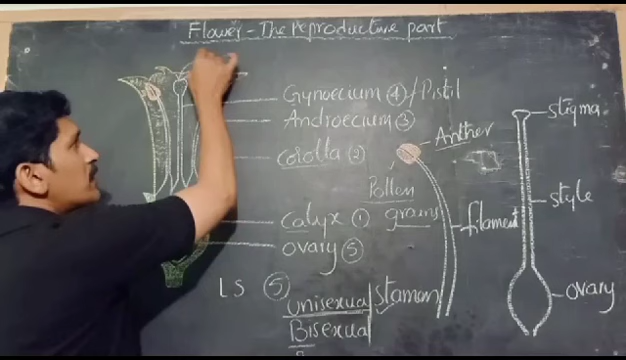 Flower - The Reproductive part
Gynoecium ④/Pistil
Androecium ③
Corolla ②
Calyx ①
Ovary ⑤
LS ⑤
Unisexual
Bisexual
Anther
Pollen
grains
filament
Stamon
stigma
style
ovary